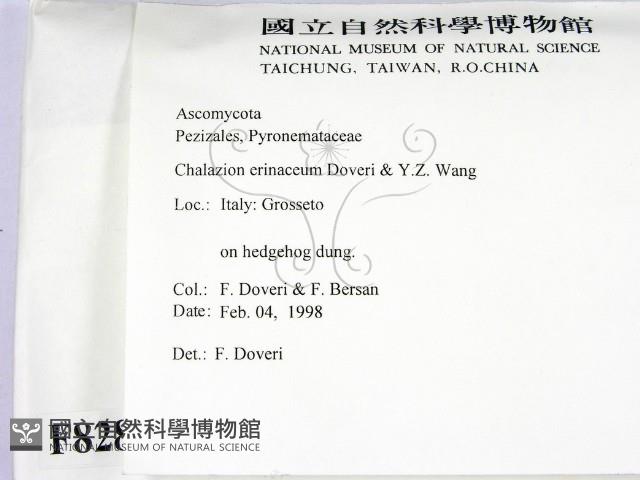 國立自然科學博物館
NATIONAL MUSEUM OF NATURAL SCIENCE
TAICHUNG, TAIWAN, R.O.CHINA
Ascomycota
Pezizales, Pyronemataceae
Chalazion erinaceum Doveri & Y.Z. Wang
Loc.: Italy: Grosseto
on hedgehog dung.
Col.: F. Doveri & F. Bersan
Date: Feb. 04, 1998
Det.: F. Doveri
國立自然科學博物館
NATIONAL MUSEUM OF NATURAL SCIENCE